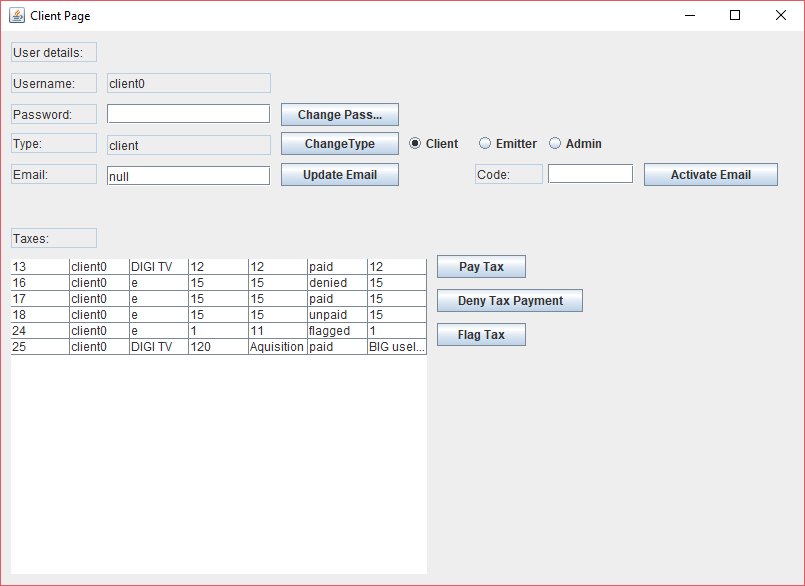 Client Page
User details:
Username: client0
Password: Change Pass...
Type: client ChangeType Client Emitter Admin
Email: null Update Email Code: Activate Email
Taxes:
13 client0 DIGI TV 12 12 paid 12
16 client0 e 15 15 denied 15
17 client0 e 15 15 paid 15
18 client0 e 15 15 unpaid 15
24 client0 e 1 11 flagged 1
25 client0 DIGI TV 120 Aquisition paid BIG usel...
Pay Tax
Deny Tax Payment
Flag Tax